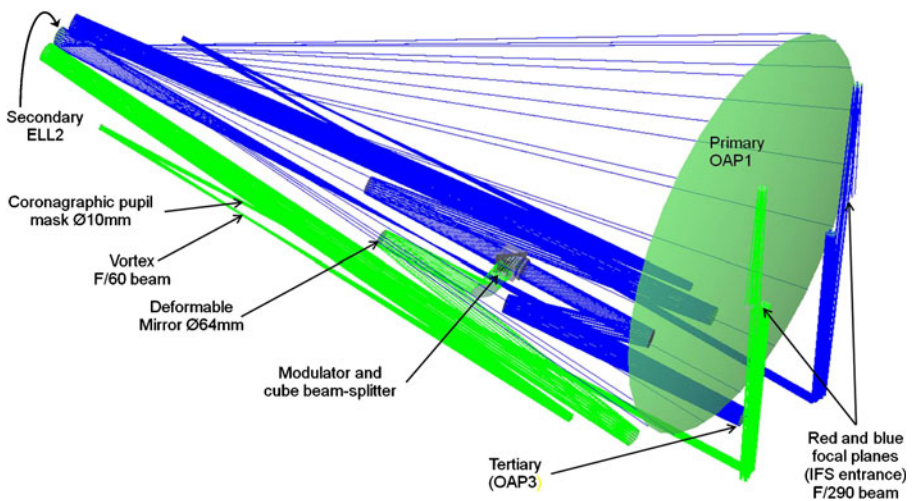 Secondary
ELL2
Primary
OAP1
Coronagraphic pupil
mask Ø10mm
Vortex
F/60 beam
Deformable
Mirror Ø64mm
Modulator and
cube beam-splitter
Tertiary
(OAP3)
Red and blue
focal planes
(IFS entrance)
F/290 beam